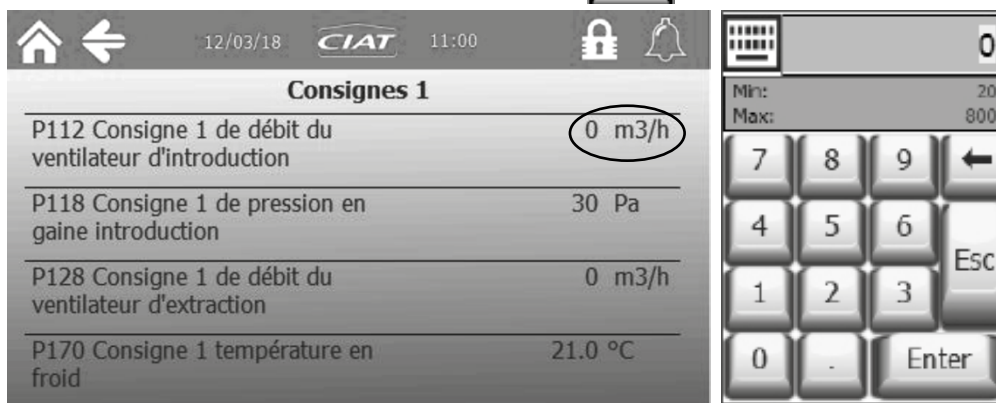 12/03/18 CIAT 11:00
Consignes 1
P112 Consigne 1 de débit du 0 m3/h
ventilateur d'introduction
P118 Consigne 1 de pression en 30 Pa
gaine introduction
P128 Consigne 1 de débit du 0 m3/h
ventilateur d'extraction
P170 Consigne 1 température en 21.0 °C
froid
0
Min: 20
Max: 800
7 8 9
4 5 6
Esc
1 2 3
0 . Enter